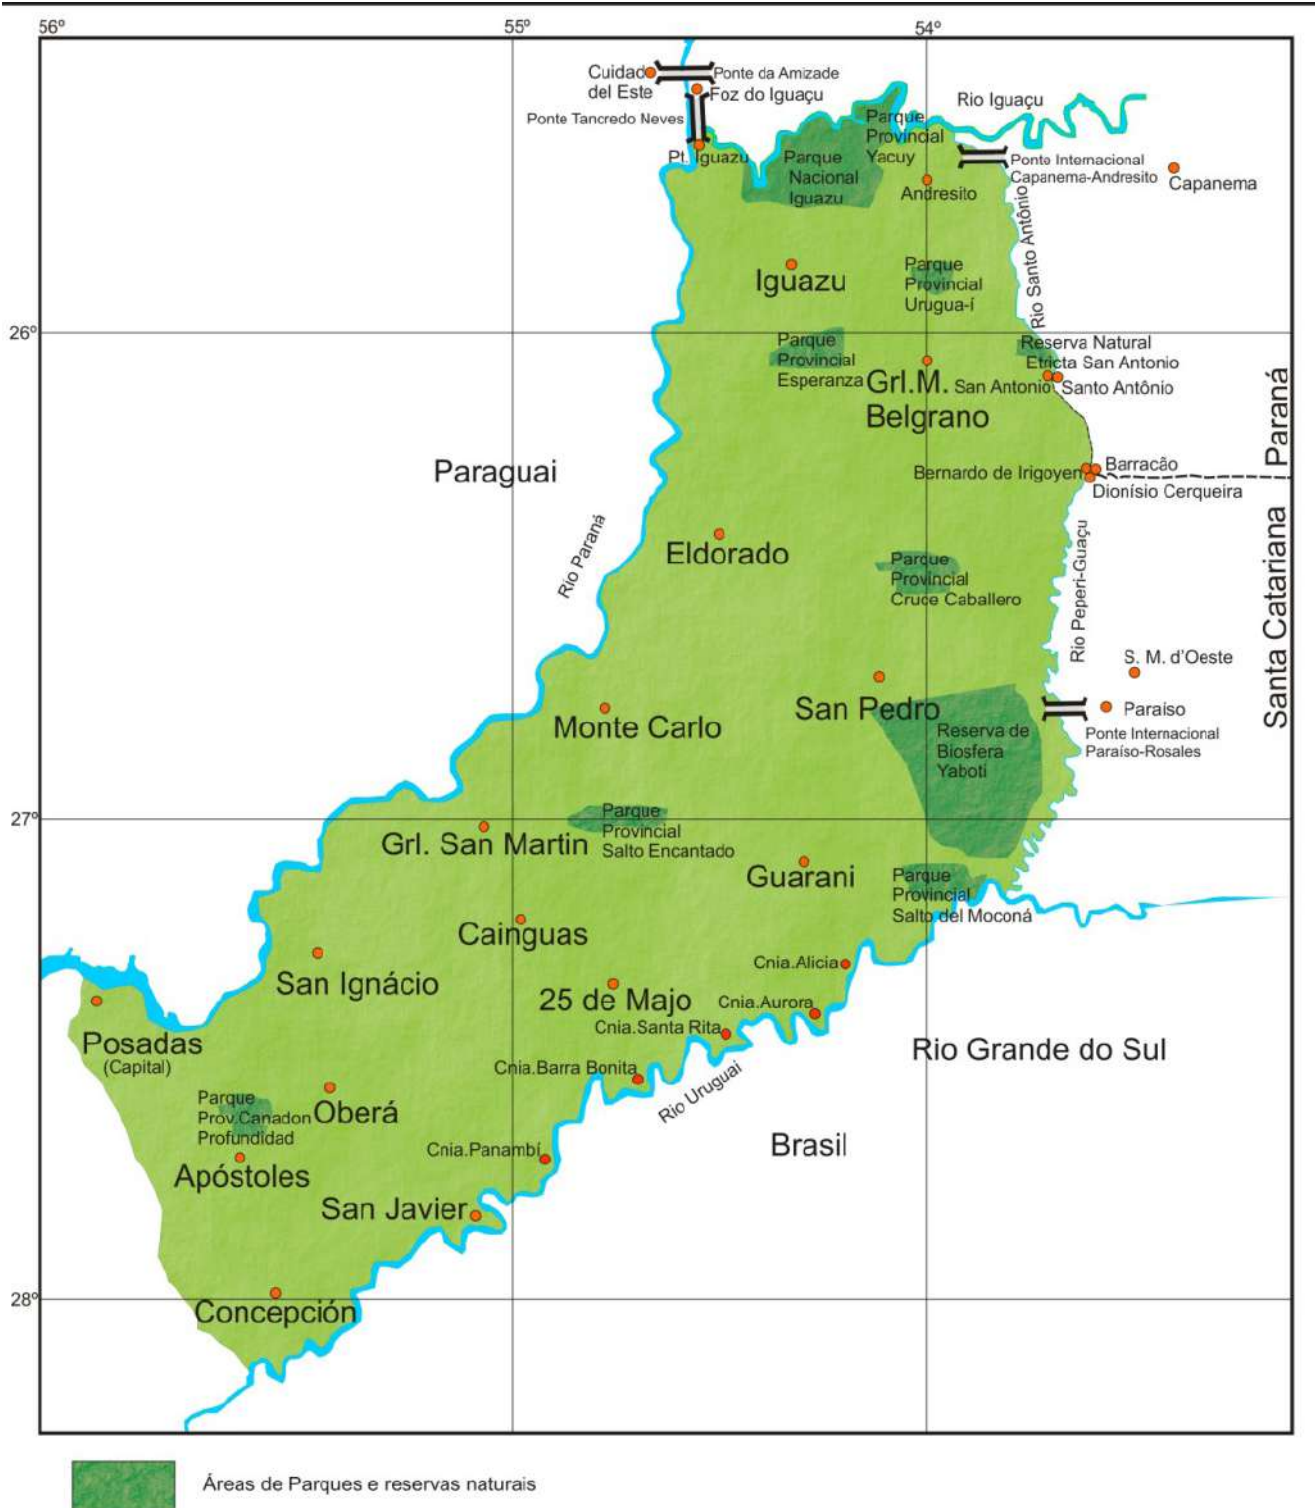 56º
55º
54º
Cuidad
del Este
Ponte da Amizade
Foz do Iguaçu
Ponte Tancredo Neves
Rio Iguaçu
Pt. Iguazu
Parque
Nacional
Iguazu
Parque
Provincial
Yacuy
Andresito
Ponte Internacional
Capanema-Andresito
Capanema
Rio Santo Antônio
Iguazu
Parque
Provincial
Urugua-í
26º
Parque
Provincial
Esperanza
Reserva Natural
Etricta San Antonio
Grl.M.
Belgrano
San Antonio
Santo Antônio
Paraná
Paraguai
Bernardo de Irigoyen
Barracão
Dionísio Cerqueira
Santa Catariana
Rio Paraná
Eldorado
Parque
Provincial
Cruce Caballero
Rio Peperi-Guaçu
S. M. d'Oeste
San Pedro
Paraíso
Ponte Internacional
Paraíso-Rosales
Monte Carlo
Reserva de
Biosfera
Yaboti
27º
Grl. San Martin
Parque
Provincial
Salto Encantado
Guarani
Parque
Provincial
Salto del Moconá
Cainguas
San Ignácio
Cnia.Alicia
25 de Majo
Cnia.Aurora
Cnia.Santa Rita
Posadas
(Capital)
Rio Grande do Sul
Cnia.Barra Bonita
Rio Uruguai
Parque
Prov.Canadon
Profundidad
Oberá
Brasil
Cnia.Panambí
Apóstoles
San Javier
28º
Concepción
Áreas de Parques e reservas naturais